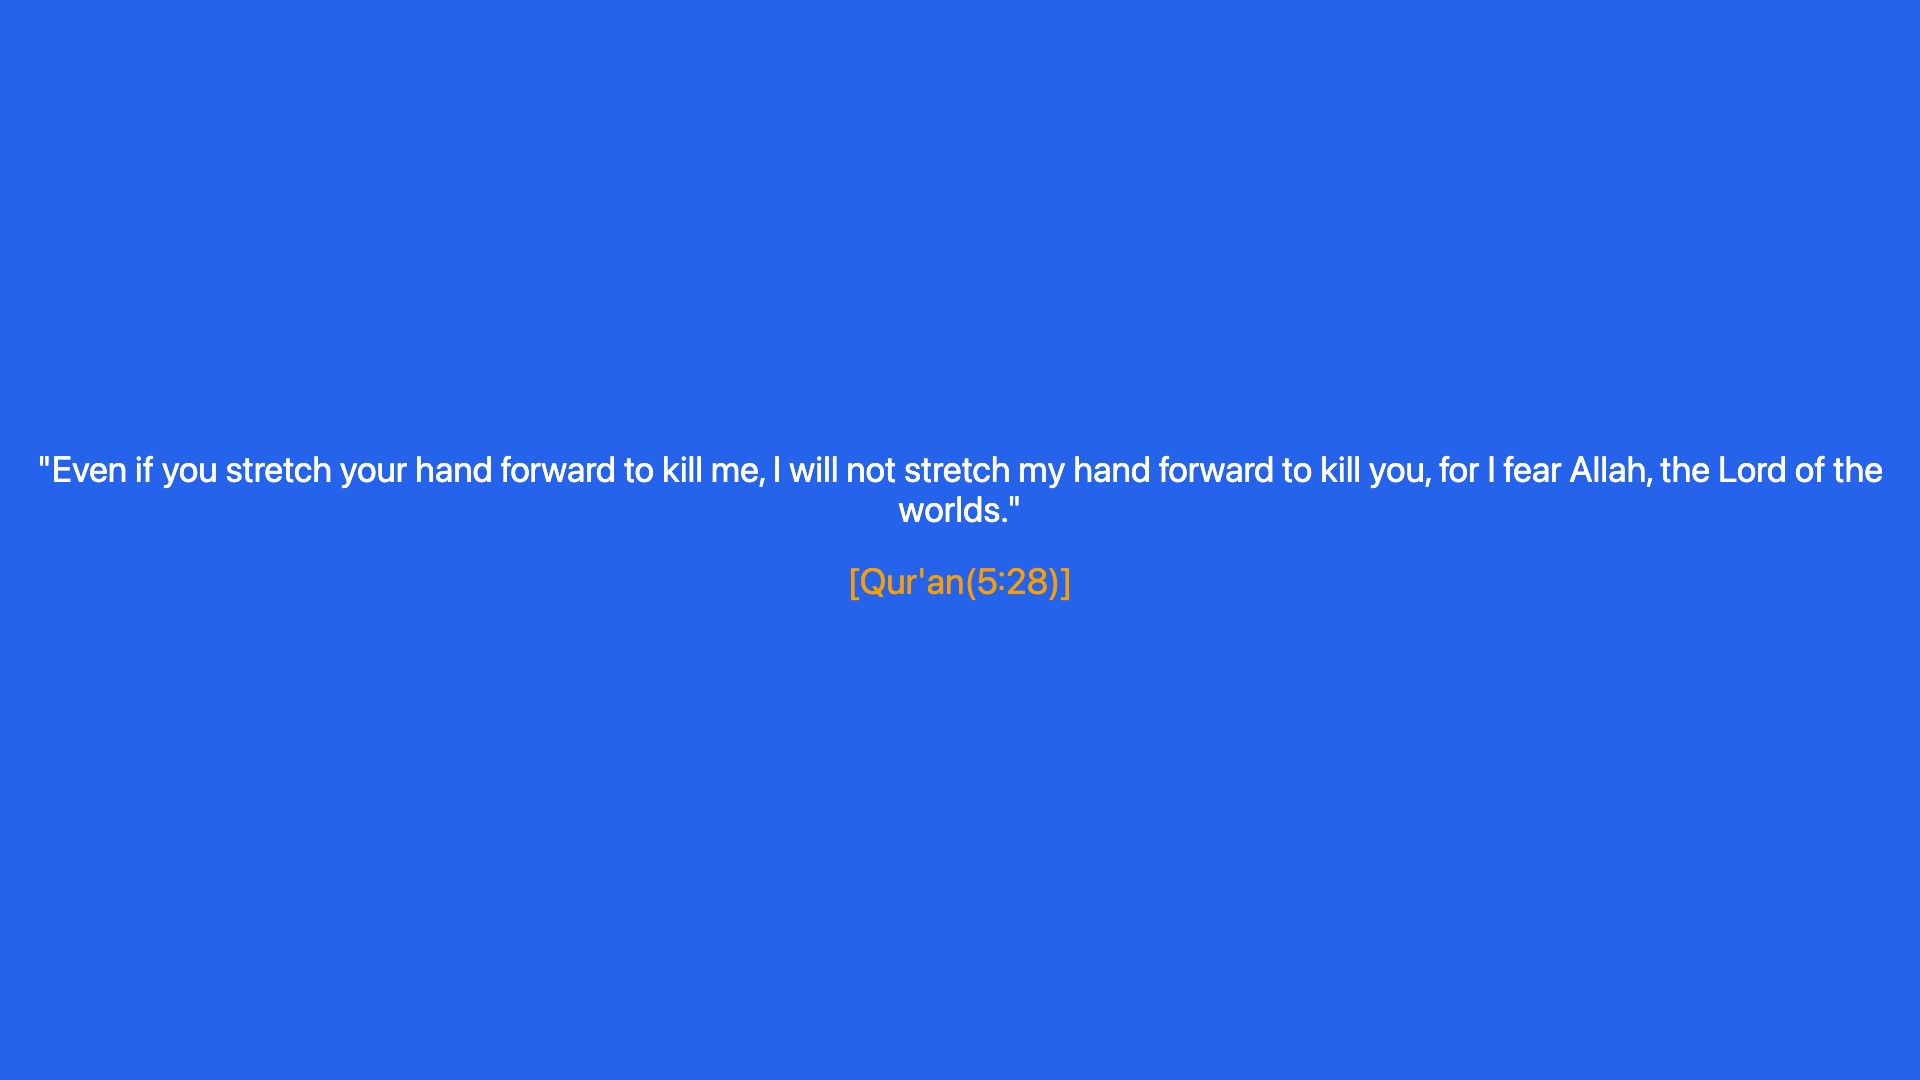 "Even if you stretch your hand forward to kill me, I will not stretch my hand forward to kill you, for I fear Allah, the Lord of the
worlds."
[Qur'an(5:28)]